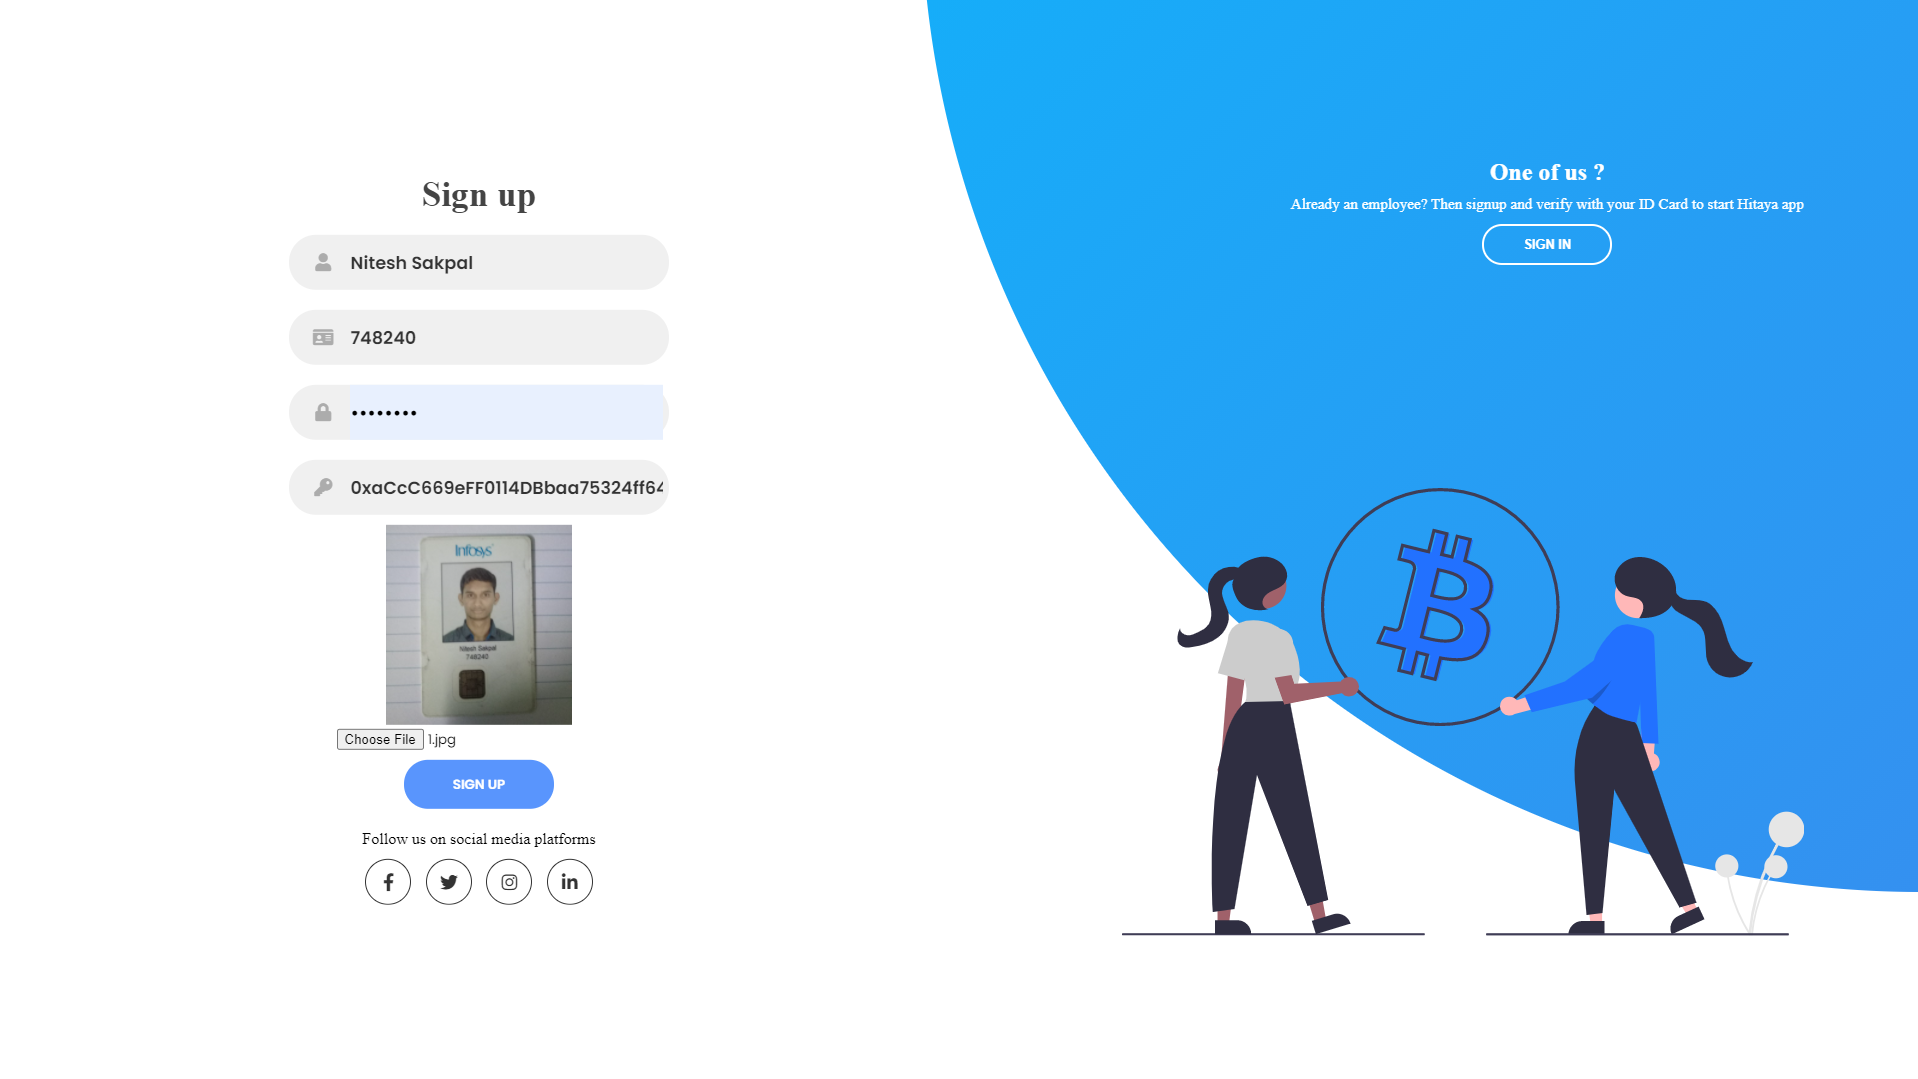 Sign up
Nitesh Sakpal
748240
••••••••
0xaCcC669eFF0114DBbaa75324ff64
Infosys
Nitesh Sakpal
748240
Choose File 1.jpg
SIGN UP
Follow us on social media platforms
One of us ?
Already an employee? Then signup and verify with your ID Card to start Hitaya app
SIGN IN